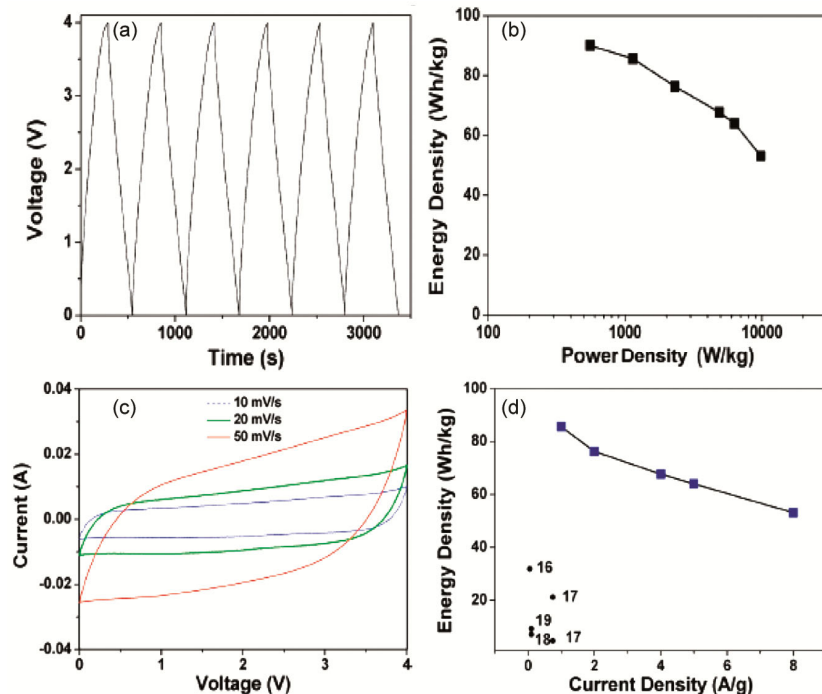 (a)
4
3
2
1
0
Voltage (V)
0 1000 2000 3000
Time (s)
(b)
100
80
60
40
20
0
Energy Density (Wh/kg)
100 1000 10000
Power Density (W/kg)
(c)
10 mV/s
20 mV/s
50 mV/s
0.04
0.02
0.00
-0.02
-0.04
Current (A)
0 1 2 3 4
Voltage (V)
(d)
100
80
60
40
20
Energy Density (Wh/kg)
16
17
19
18 17
0 2 4 6 8
Current Density (A/g)